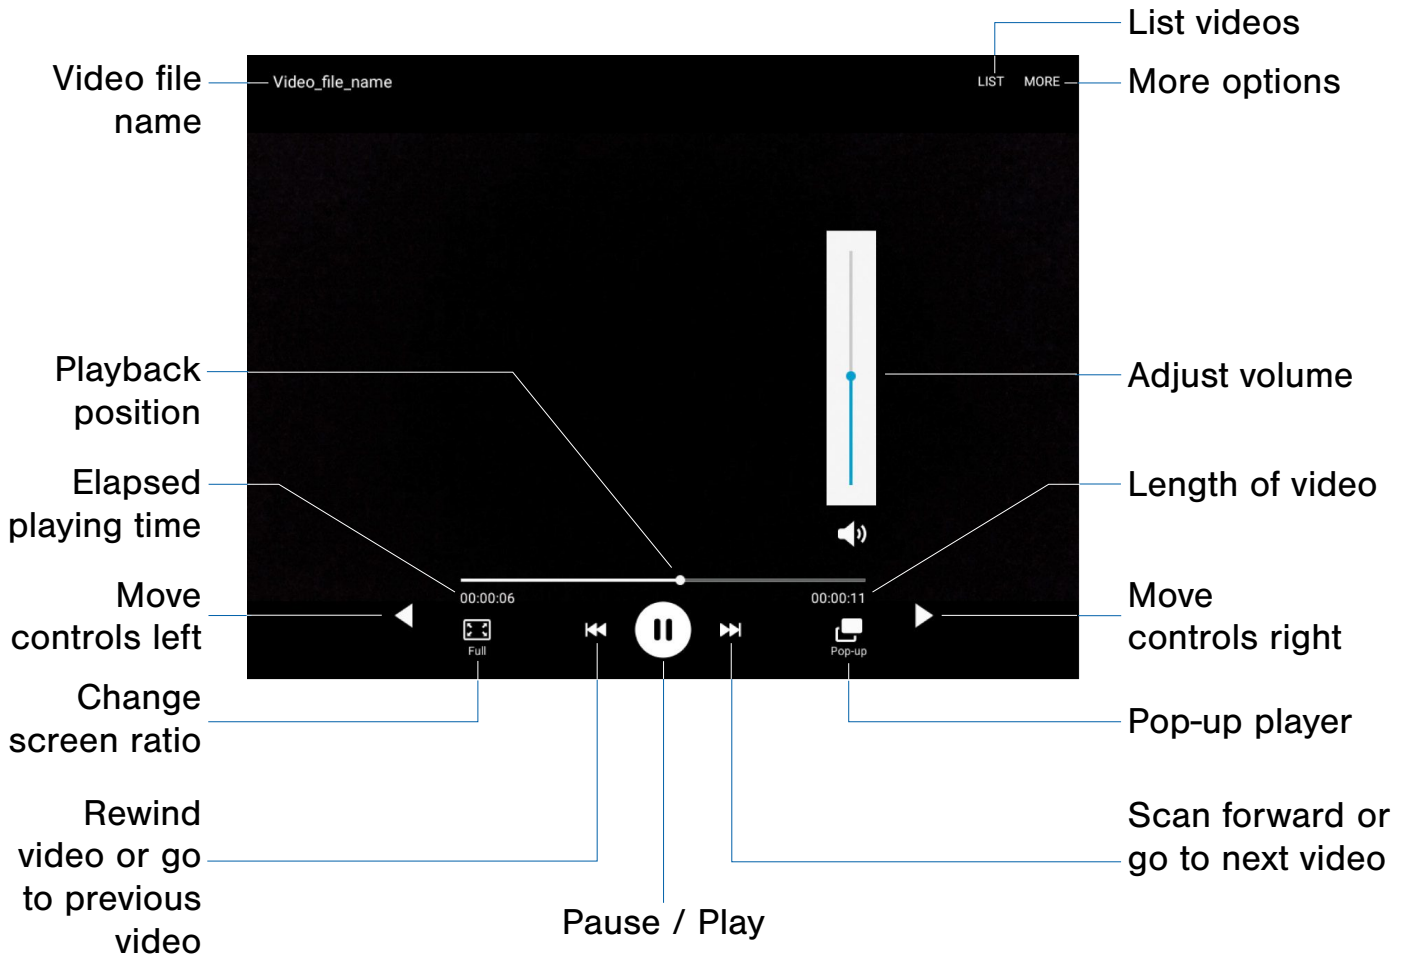 List videos
Video file
name
Video_file_name
LIST MORE
More options
Playback
position
Adjust volume
Elapsed
playing time
Length of video
00:00:06
00:00:11
Move
controls left
Move
controls right
Full
Pop-up
Change
screen ratio
Pop-up player
Rewind
video or go
to previous
video
Scan forward or
go to next video
Pause / Play